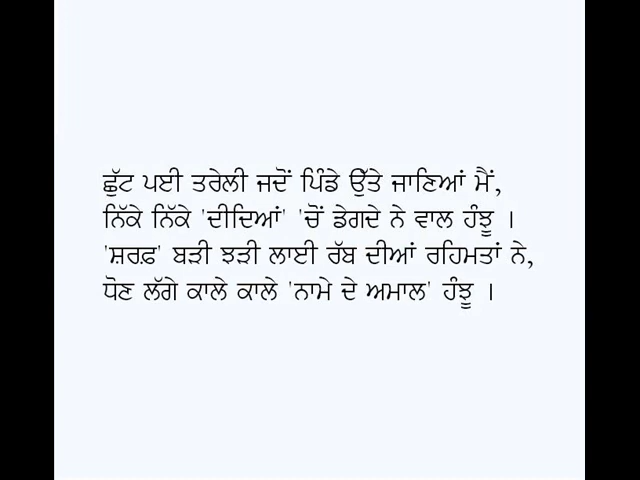 ਛੁੱਟ ਪਈ ਤਰੇਲੀ ਜਦੋਂ ਪਿੰਡੇ ਉੱਤੇ ਜਾਣਿਆਂ ਮੈਂ,
ਨਿੱਕੇ ਨਿੱਕੇ 'ਦੀਦਿਆਂ' 'ਚੋਂ ਡੇਗਦੇ ਨੇ ਵਾਲ ਹੰਝੂ ।
'ਸ਼ਰਫ਼' ਬੜੀ ਝੜੀ ਲਾਈ ਰੱਬ ਦੀਆਂ ਰਹਿਮਤਾਂ ਨੇ,
ਧੋਣ ਲੱਗੇ ਕਾਲੇ ਕਾਲੇ 'ਨਾਮੇ ਦੇ ਅਮਾਲ' ਹੰਝੂ ।